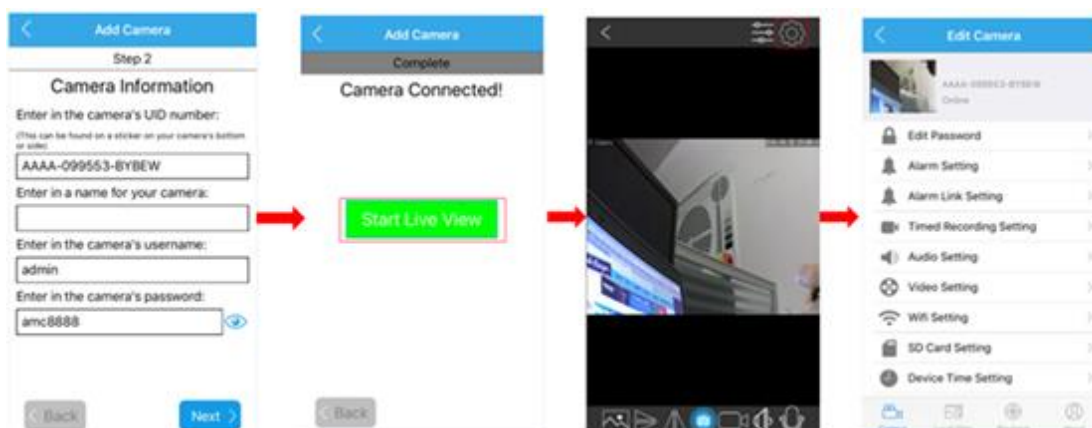 Add Camera
Step 2
Camera Information
Enter in the camera's UID number:
(This can be found on a sticker on your camera's bottom
or side)
AAAA-099553-BYBEW
Enter in a name for your camera:
Enter in the camera's username:
admin
Enter in the camera's password:
amc8888
Back
Next
Add Camera
Complete
Camera Connected!
Start Live View
Back
Edit Camera
AAAA-099553-BYBEW
Online
Edit Password
Alarm Setting
Alarm Link Setting
Timed Recording Setting
Audio Setting
Video Setting
Wifi Setting
SD Card Setting
Device Time Setting